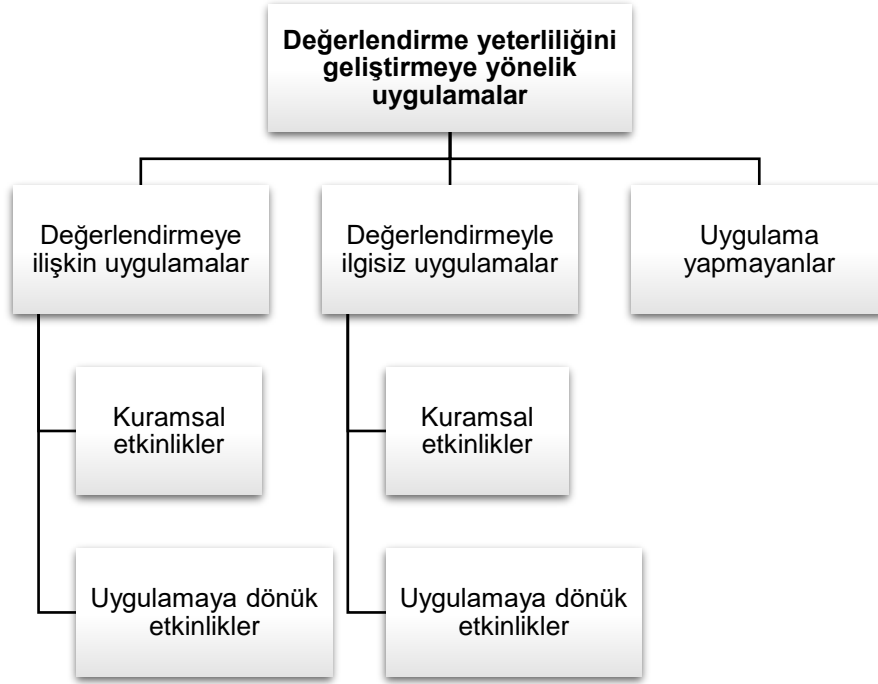 Değerlendirme yeterliliğini
geliştirmeye yönelik
uygulamalar
Değerlendirmeye
ilişkin uygulamalar
Değerlendirmeyle
ilgisiz uygulamalar
Uygulama
yapmayanlar
Kuramsal
etkinlikler
Kuramsal
etkinlikler
Uygulamaya dönük
etkinlikler
Uygulamaya dönük
etkinlikler